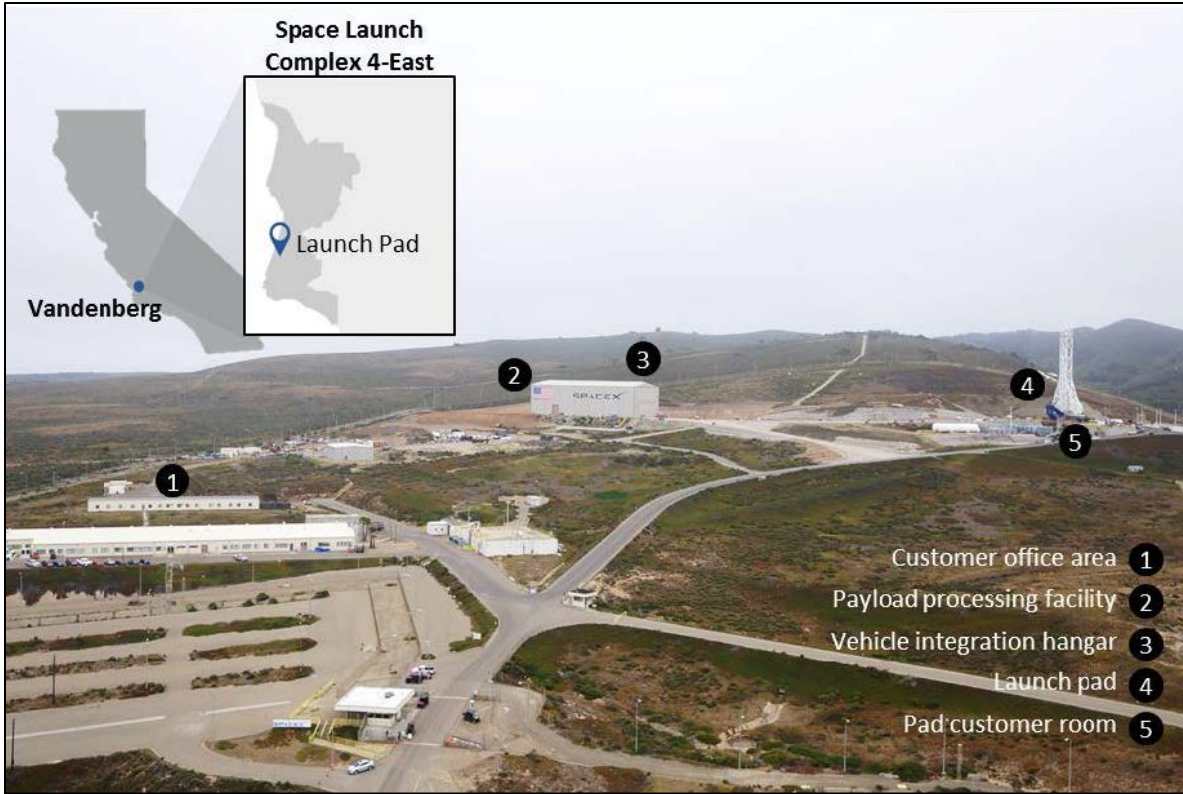 Space Launch
Complex 4-East
Launch Pad
Vandenberg
3
2
SPACEX
4
5
1
Customer office area 1
Payload processing facility 2
Vehicle integration hangar 3
Launch pad 4
Pad customer room 5
SPACEX